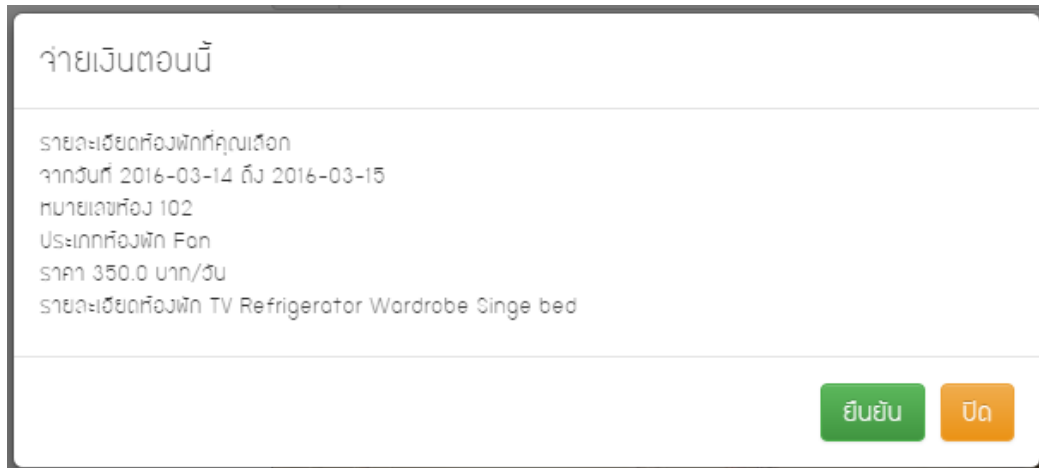 จ่ายเงินตอนนี้
รายละเอียดห้องพักที่คุณเลือก
จากวันที่ 2016-03-14 ถึง 2016-03-15
หมายเลขห้อง 102
ประเภทห้องพัก Fan
ราคา 350.0 บาท/วัน
รายละเอียดห้องพัก TV Refrigerator Wardrobe Singe bed
ยืนยัน ปิด